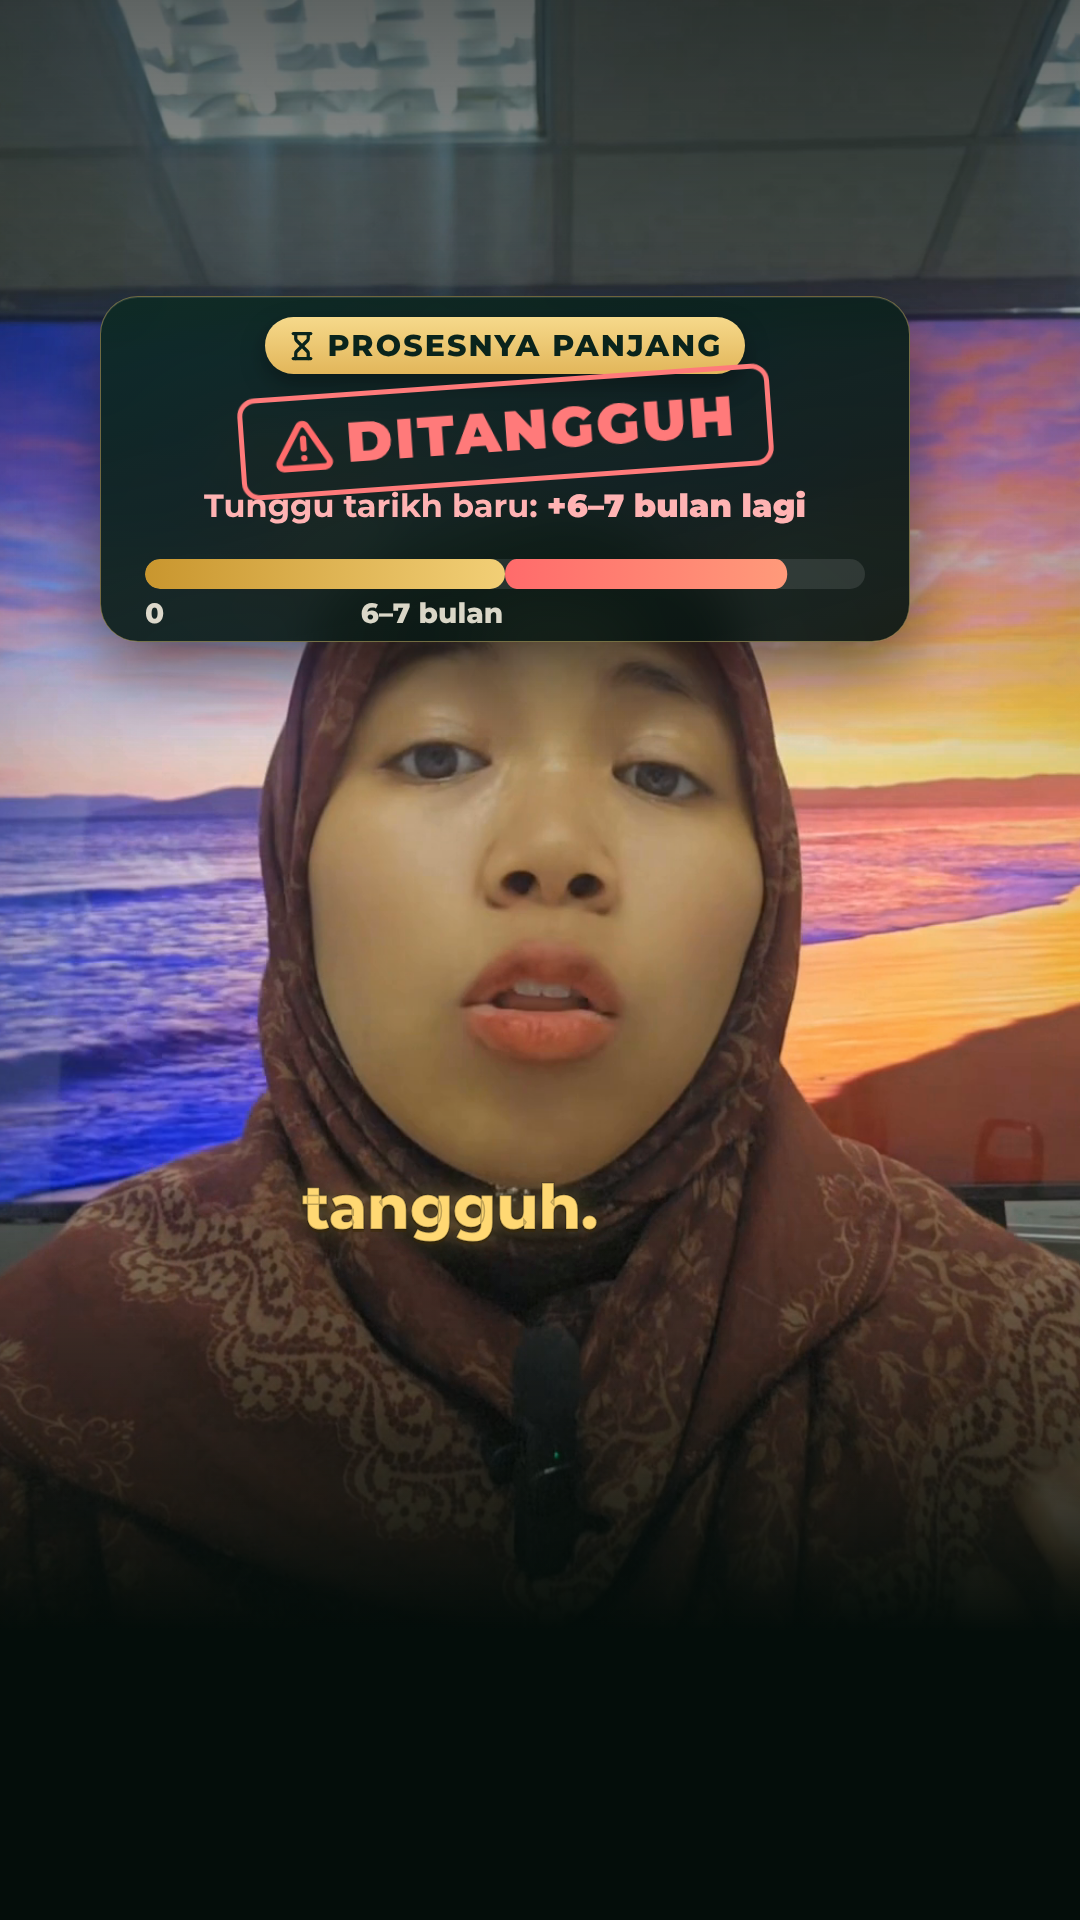 PROSESNYA PANJANG
DITANGGUH
Tunggu tarikh baru: +6–7 bulan lagi
0
6–7 bulan
tangguh.